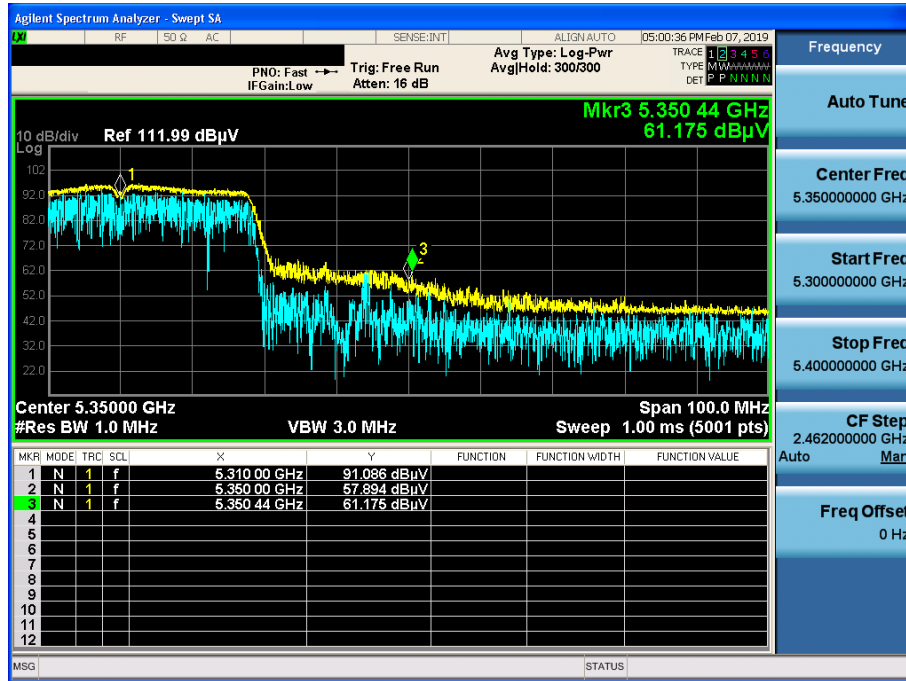 Agilent Spectrum Analyzer - Swept SA
LXI RF 50 Ω AC SENSE:INT ALIGN AUTO 05:00:36 PM Feb 07, 2019
PNO: Fast Trig: Free Run Avg Type: Log-Pwr TRACE 1 2 3 4 5 6
IFGain:Low Atten: 16 dB Avg|Hold: 300/300 TYPE M W
DET P P N N N N
Mkr3 5.350 44 GHz
61.175 dBµV
10 dB/div Ref 111.99 dBµV
Log
102
92.0
82.0
72.0
62.0
52.0
42.0
32.0
22.0
1
3
Center 5.35000 GHz Span 100.0 MHz
#Res BW 1.0 MHz VBW 3.0 MHz Sweep 1.00 ms (5001 pts)
MKR MODE TRC SCL X Y FUNCTION FUNCTION WIDTH FUNCTION VALUE
1 N 1 f 5.310 00 GHz 91.086 dBµV
2 N 1 f 5.350 00 GHz 57.894 dBµV
3 N 1 f 5.350 44 GHz 61.175 dBµV
4
5
6
7
8
9
10
11
12
MSG STATUS
Frequency
Auto Tune
Center Freq
5.350000000 GHz
Start Freq
5.300000000 GHz
Stop Freq
5.400000000 GHz
CF Step
2.462000000 GHz
Auto Man
Freq Offset
0 Hz